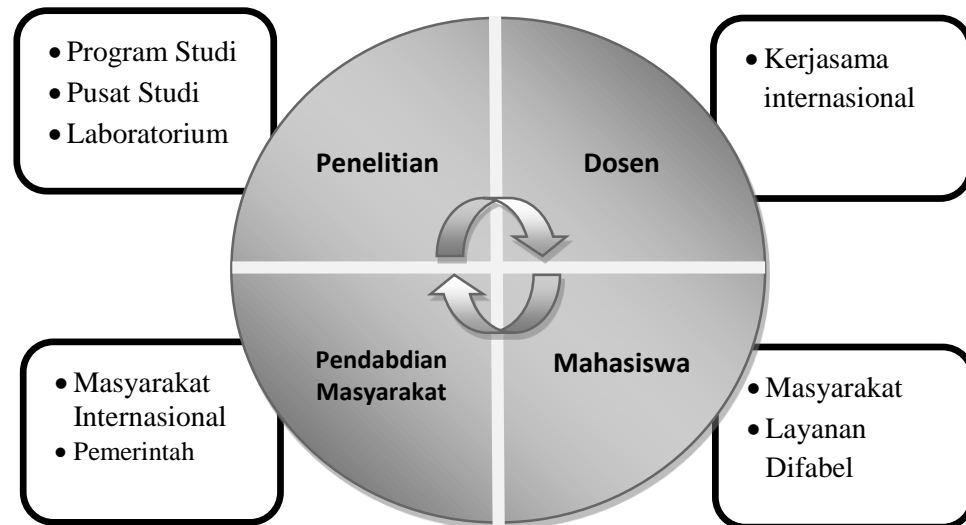 • Program Studi
• Pusat Studi
• Laboratorium
• Kerjasama
internasional
Penelitian
Dosen
Pendabdian
Masyarakat
Mahasiswa
• Masyarakat
Internasional
• Pemerintah
• Masyarakat
• Layanan
Difabel